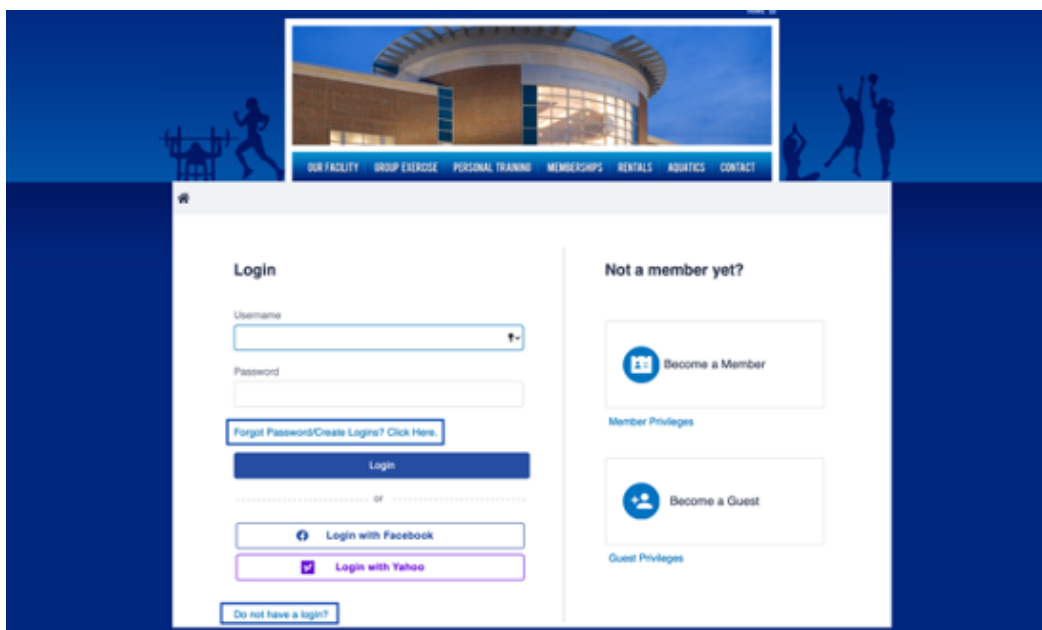 OUR FACILITY GROUP EXERCISE PERSONAL TRAINING MEMBERSHIPS RENTALS AQUATICS CONTACT
Login
Username
Password
Forgot Password/Create Logins? Click Here.
Login
or
Login with Facebook
Login with Yahoo
Do not have a login?
Not a member yet?
Become a Member
Member Privileges
Become a Guest
Guest Privileges